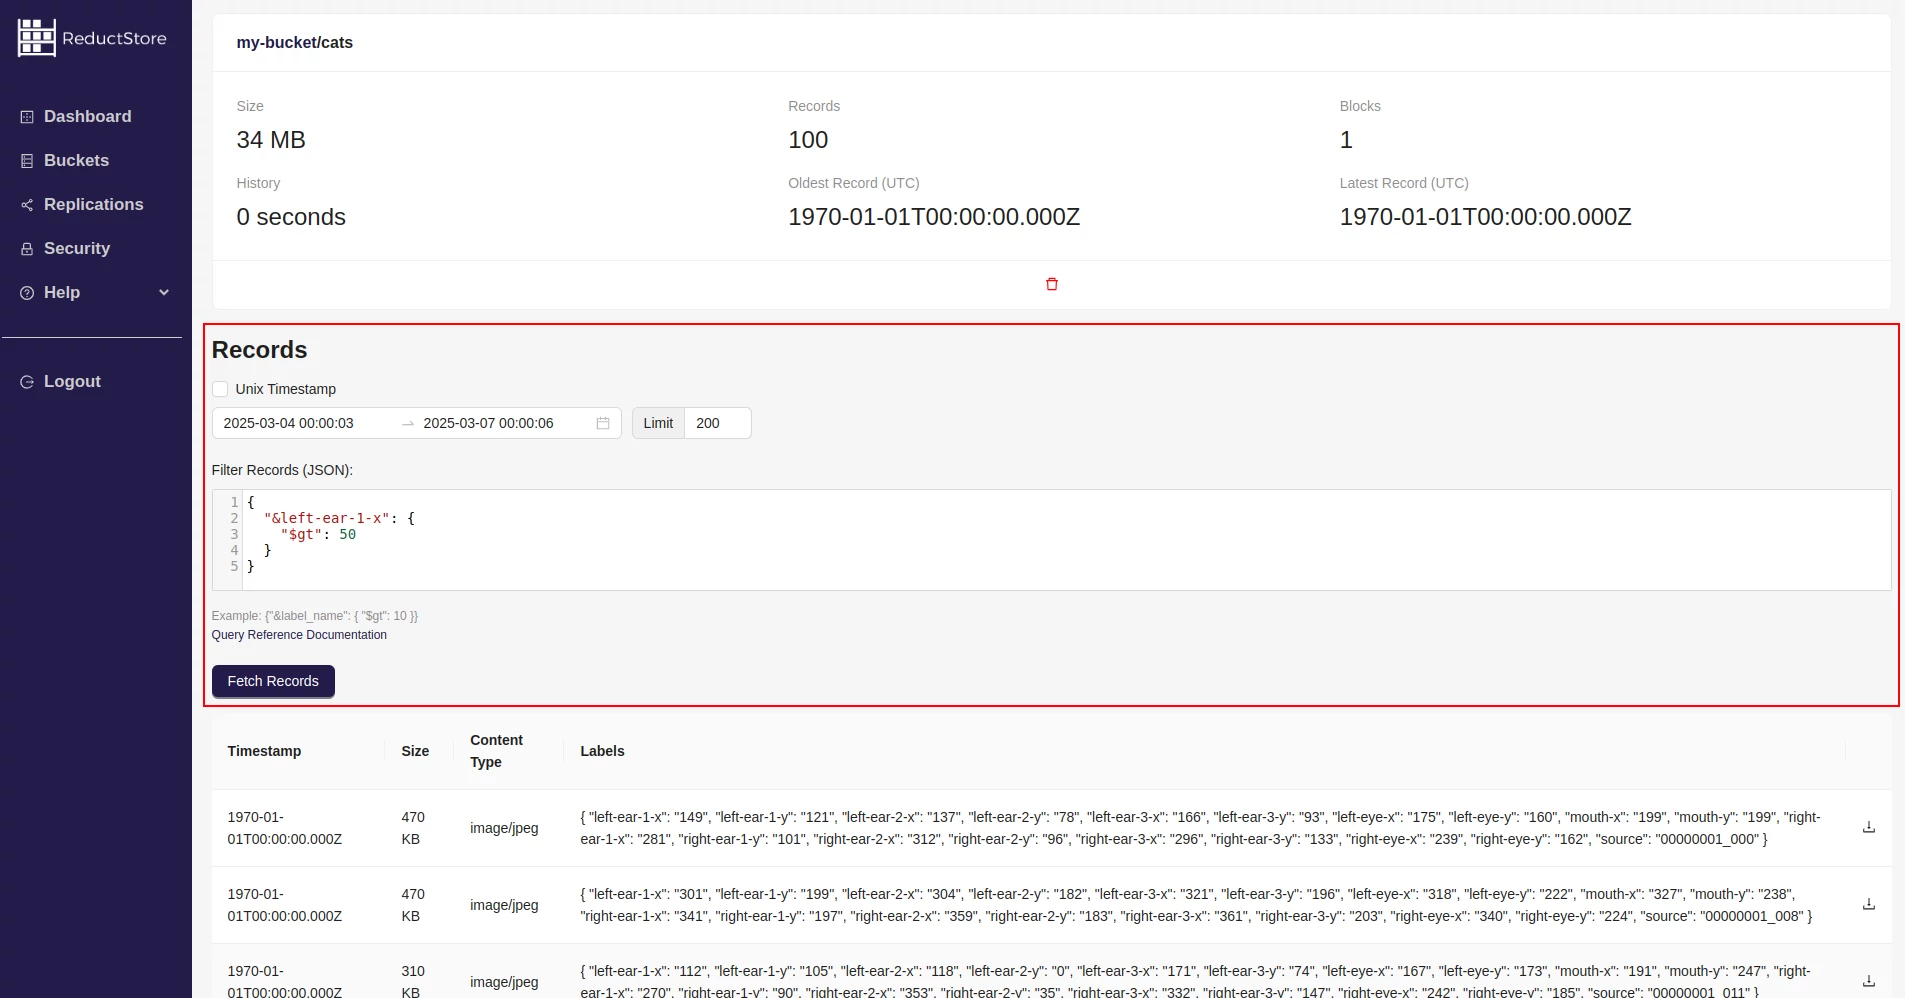 ReductStore
Dashboard
Buckets
Replications
Security
Help
Logout
my-bucket/cats
Size
Records
Blocks
34 MB
100
1
History
Oldest Record (UTC)
Latest Record (UTC)
0 seconds
1970-01-01T00:00:00.000Z
1970-01-01T00:00:00.000Z
Records
Unix Timestamp
2025-03-04 00:00:03
2025-03-07 00:00:06
Limit
200
Filter Records (JSON):
1 {
2 "&left-ear-1-x": {
3 "$gt": 50
4 }
5 }
Example: {"&label_name": { "$gt": 10 }}
Query Reference Documentation
Fetch Records
Timestamp
Size
Content
Type
Labels
1970-01-
01T00:00:00.000Z
470
KB
image/jpeg
{ "left-ear-1-x": "149", "left-ear-1-y": "121", "left-ear-2-x": "137", "left-ear-2-y": "78", "left-ear-3-x": "166", "left-ear-3-y": "93", "left-eye-x": "175", "left-eye-y": "160", "mouth-x": "199", "mouth-y": "199", "right-
ear-1-x": "281", "right-ear-1-y": "101", "right-ear-2-x": "312", "right-ear-2-y": "96", "right-ear-3-x": "296", "right-ear-3-y": "133", "right-eye-x": "239", "right-eye-y": "162", "source": "00000001_000" }
1970-01-
01T00:00:00.000Z
470
KB
image/jpeg
{ "left-ear-1-x": "301", "left-ear-1-y": "199", "left-ear-2-x": "304", "left-ear-2-y": "182", "left-ear-3-x": "321", "left-ear-3-y": "196", "left-eye-x": "318", "left-eye-y": "222", "mouth-x": "327", "mouth-y": "238",
"right-ear-1-x": "341", "right-ear-1-y": "197", "right-ear-2-x": "359", "right-ear-2-y": "183", "right-ear-3-x": "361", "right-ear-3-y": "203", "right-eye-x": "340", "right-eye-y": "224", "source": "00000001_008" }
1970-01-
01T00:00:00.000Z
310
KB
image/jpeg
{ "left-ear-1-x": "112", "left-ear-1-y": "105", "left-ear-2-x": "118", "left-ear-2-y": "0", "left-ear-3-x": "171", "left-ear-3-y": "74", "left-eye-x": "167", "left-eye-y": "173", "mouth-x": "191", "mouth-y": "247", "right-
ear-1-x": "270", "right-ear-1-y": "90", "right-ear-2-x": "353", "right-ear-2-y": "35", "right-ear-3-x": "332", "right-ear-3-y": "147", "right-eye-x": "242", "right-eye-y": "185", "source": "00000001_011" }